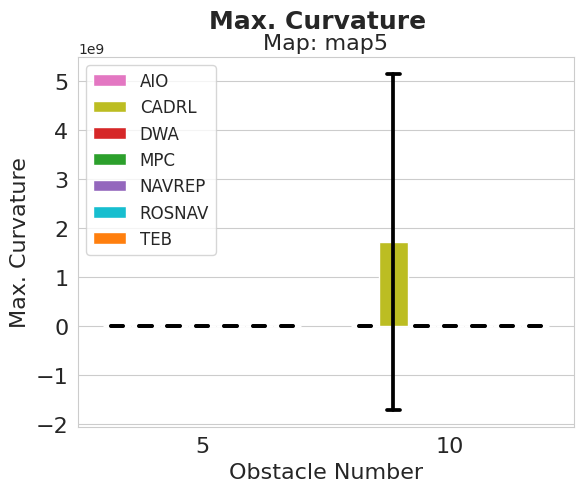 Max. Curvature
Map: map5
1e9
AIO
CADRL
DWA
MPC
NAVREP
ROSNAV
TEB
Max. Curvature
5
4
3
2
1
0
−1
−2
5 10
Obstacle Number